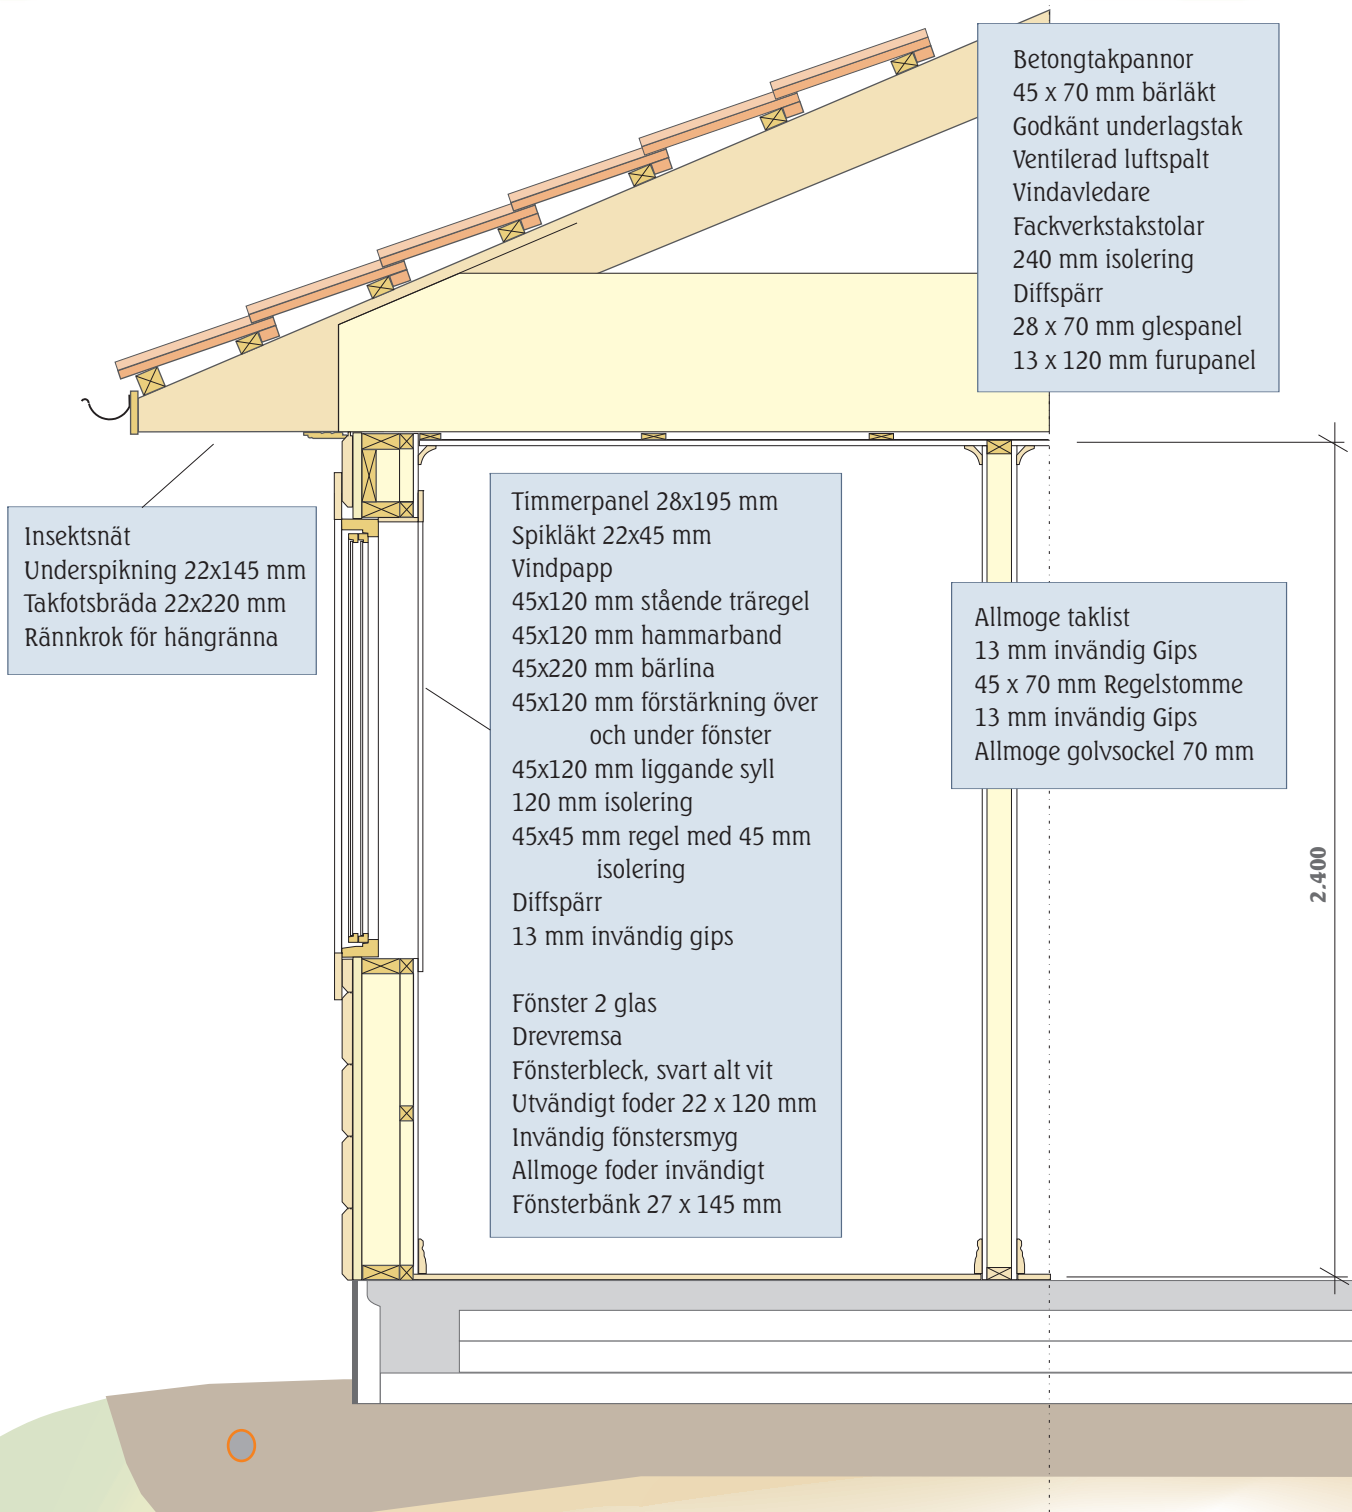 Betongtakpannor
45 x 70 mm bärläkt
Godkänt underlagstak
Ventilerad luftspalt
Vindavledare
Fackverkstakstolar
240 mm isolering
Diffspärr
28 x 70 mm glespanel
13 x 120 mm furupanel
Insektsnät
Underspikning 22x145 mm
Takfotsbräda 22x220 mm
Rännkrok för hängränna
Timmerpanel 28x195 mm
Spikläkt 22x45 mm
Vindpapp
45x120 mm stående träregel
45x120 mm hammarband
45x220 mm bärlina
45x120 mm förstärkning över
och under fönster
45x120 mm liggande syll
120 mm isolering
45x45 mm regel med 45 mm
isolering
Diffspärr
13 mm invändig gips
Fönster 2 glas
Drevremsa
Fönsterbleck, svart alt vit
Utvändigt foder 22 x 120 mm
Invändig fönstersmyg
Allmoge foder invändigt
Fönsterbänk 27 x 145 mm
Allmoge taklist
13 mm invändig Gips
45 x 70 mm Regelstomme
13 mm invändig Gips
Allmoge golvsockel 70 mm
2.400